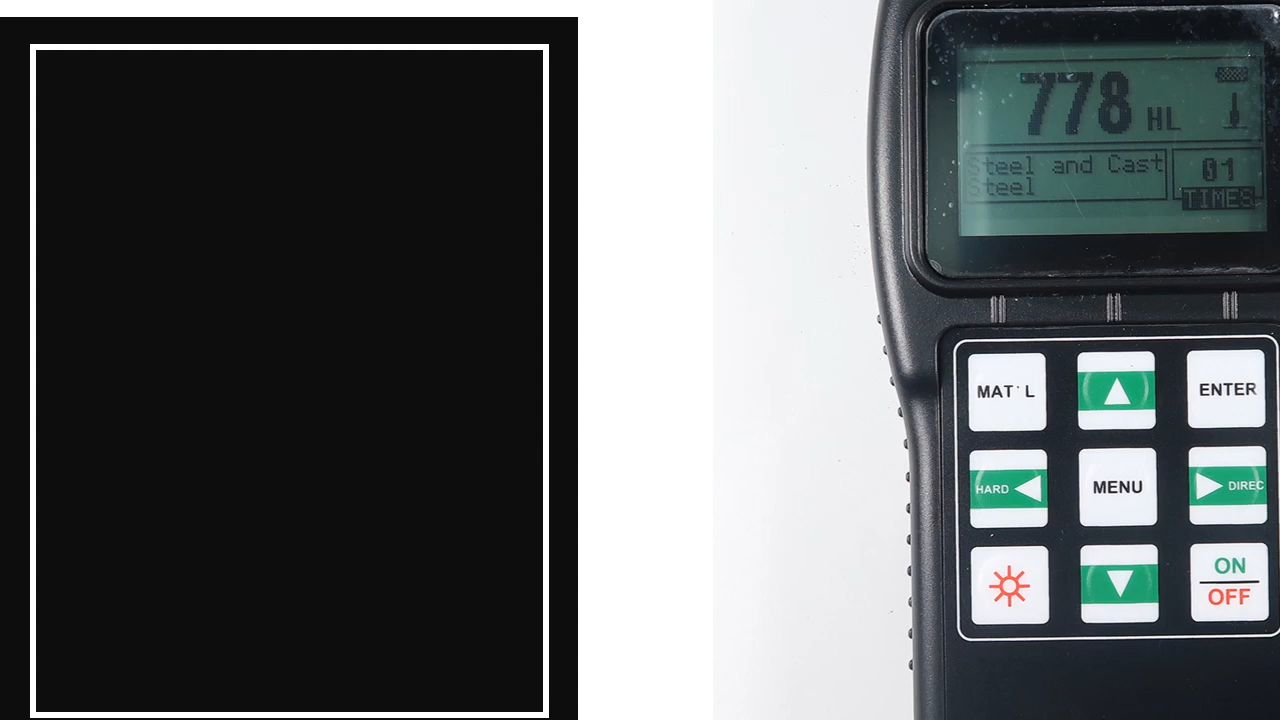 778 HL
Steel and Cast
Steel
01
TIMES
MAT'L
ENTER
HARD
MENU
DIREC
ON
OFF